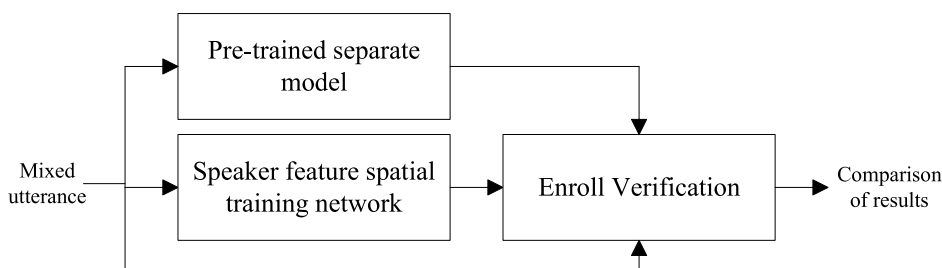 Pre-trained separate
model
Mixed
utterance
Speaker feature spatial
training network
Enroll Verification
Comparison
of results